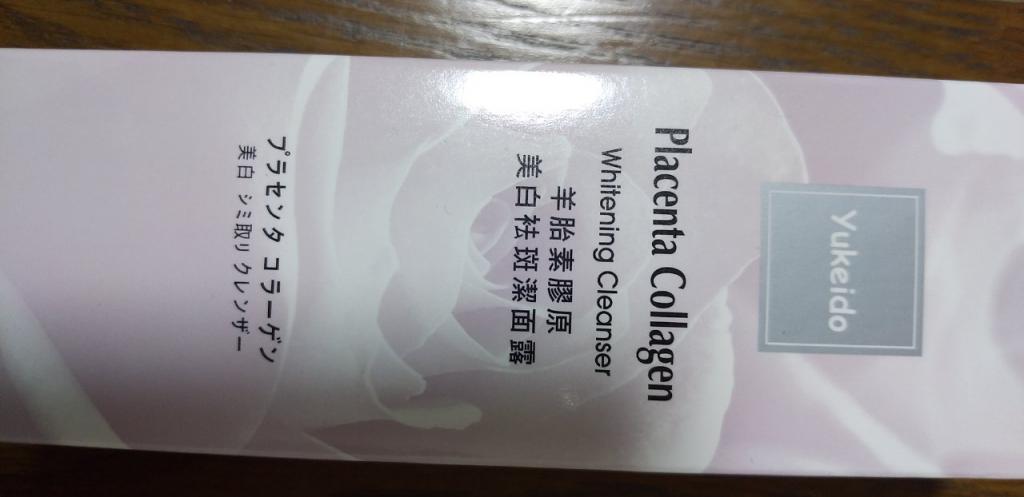 Yukeido
Placenta Collagen
Whitening Cleanser
羊胎素膠原
美白祛斑潔面露
プラセンタ コラーゲン
美白 シミ取り クレンザー